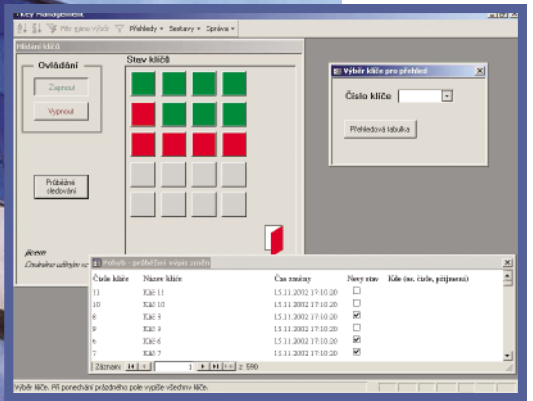 Key Management
Přehledy Sestavy Správa
Hlídání klíčů
Ovládání
Stav klíčů
Zapnout
Vypnout
Průběžné
sledování
Výběr klíče pro přehled
Číslo klíče
Přehledová tabulka
Pohyb - průběžný výpis změn
Číslo klíče Název klíče Čas změny Nový stav Kdo (os. číslo, příjmení)
11 Klíč 11 15.11.2002 17:10:20
10 Klíč 10 15.11.2002 17:10:20
8 15.11.2002 17:10:20
9 15.11.2002 17:10:20
6 Klíč 6 15.11.2002 17:10:20
7 Klíč 7 15.11.2002 17:10:20
Záznam: 1 z 590
Výběr klíče. Při ponechání prázdného pole vypíše všechny klíče.